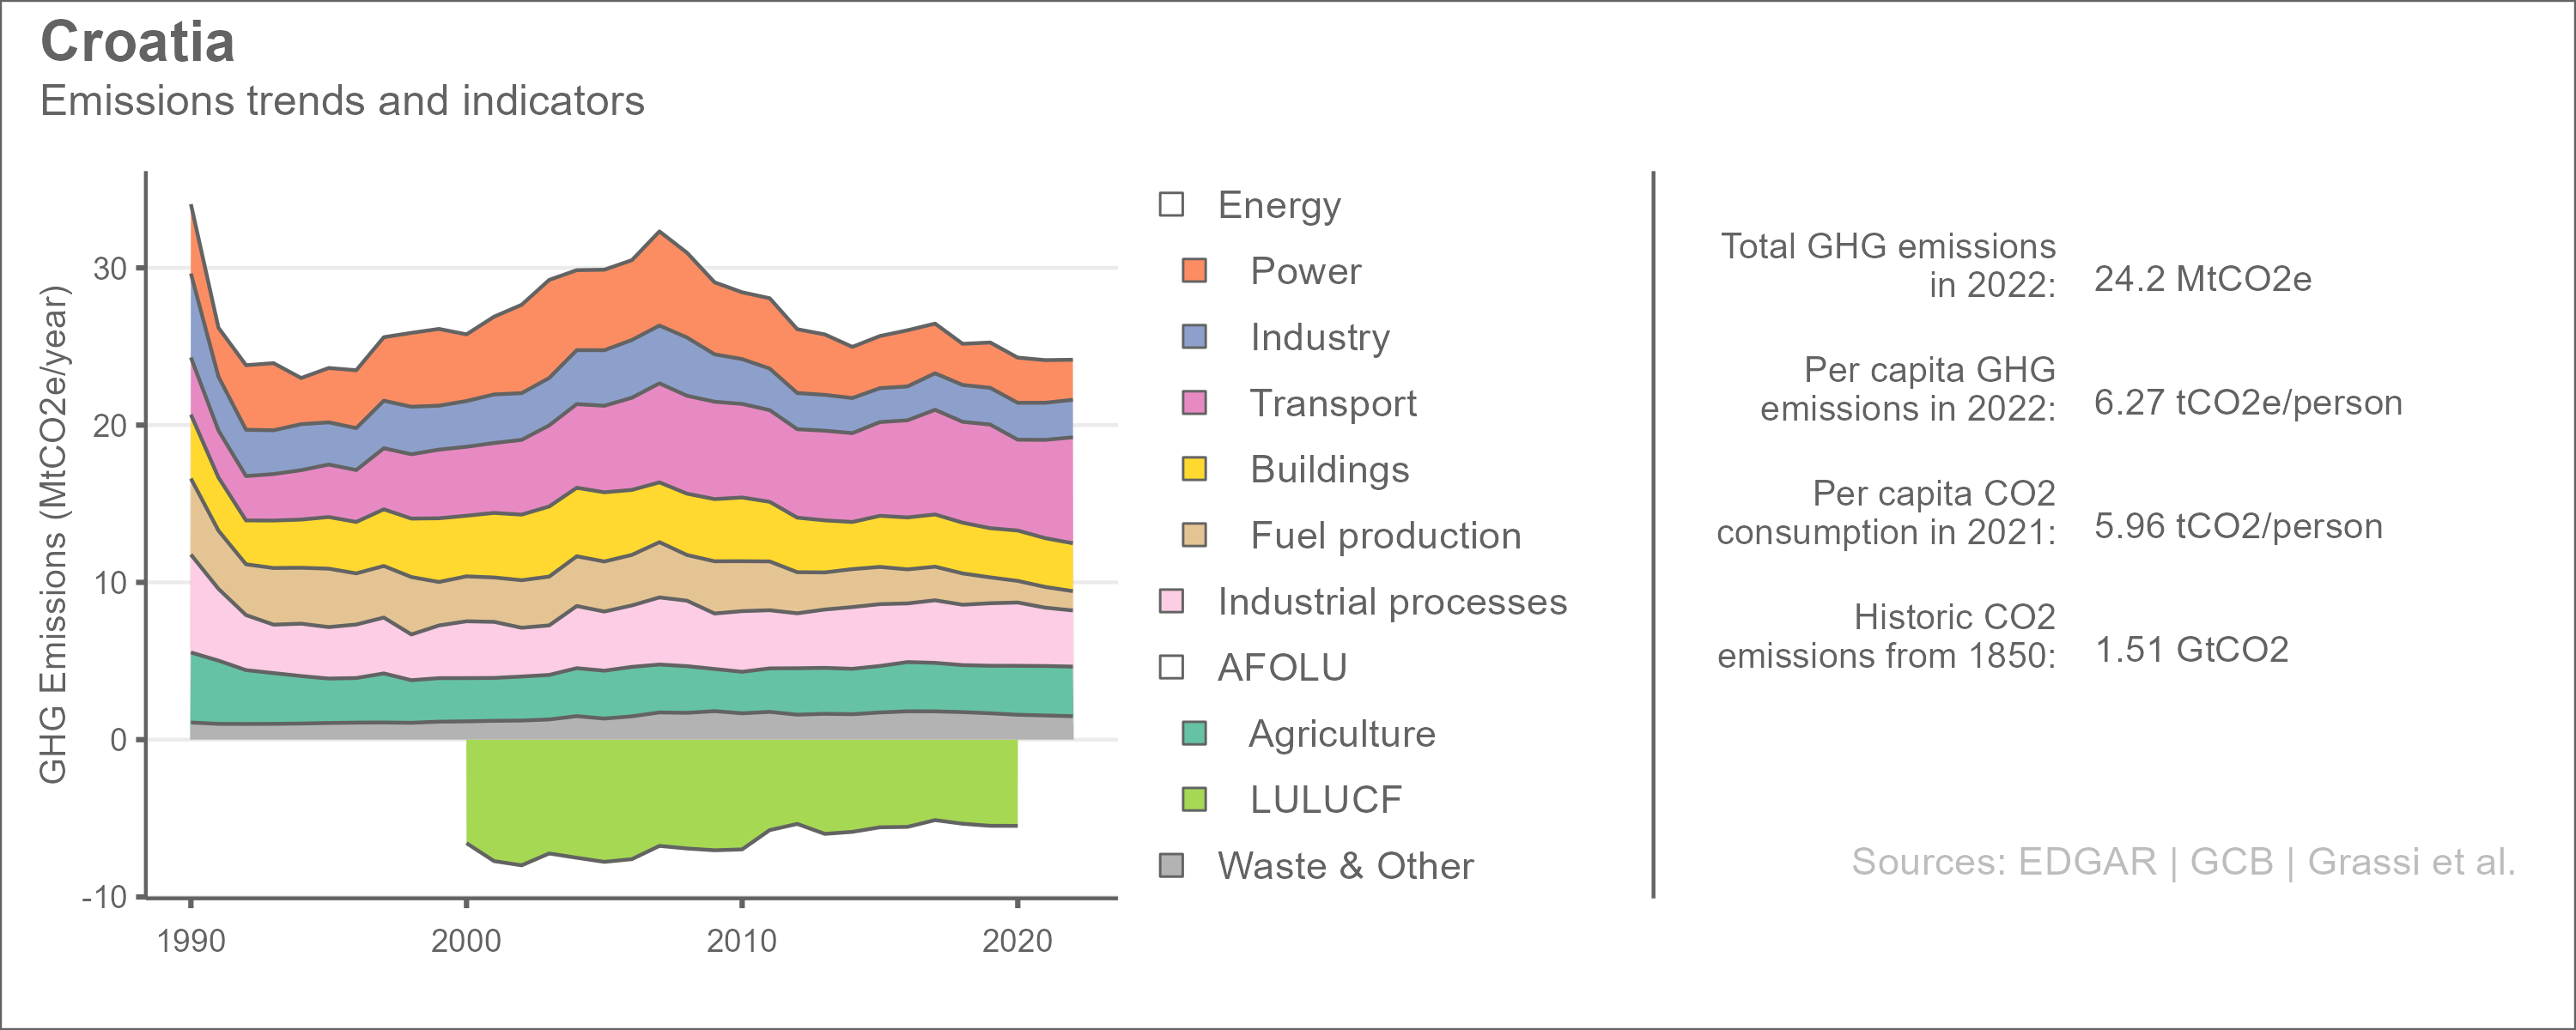 Croatia
Emissions trends and indicators
GHG Emissions (MtCO2e/year)
30
20
10
0
-10
1990
2000
2010
2020
Energy
Power
Industry
Transport
Buildings
Fuel production
Industrial processes
AFOLU
Agriculture
LULUCF
Waste & Other
Total GHG emissions
in 2022:
24.2 MtCO2e
Per capita GHG
emissions in 2022:
6.27 tCO2e/person
Per capita CO2
consumption in 2021:
5.96 tCO2/person
Historic CO2
emissions from 1850:
1.51 GtCO2
Sources: EDGAR | GCB | Grassi et al.